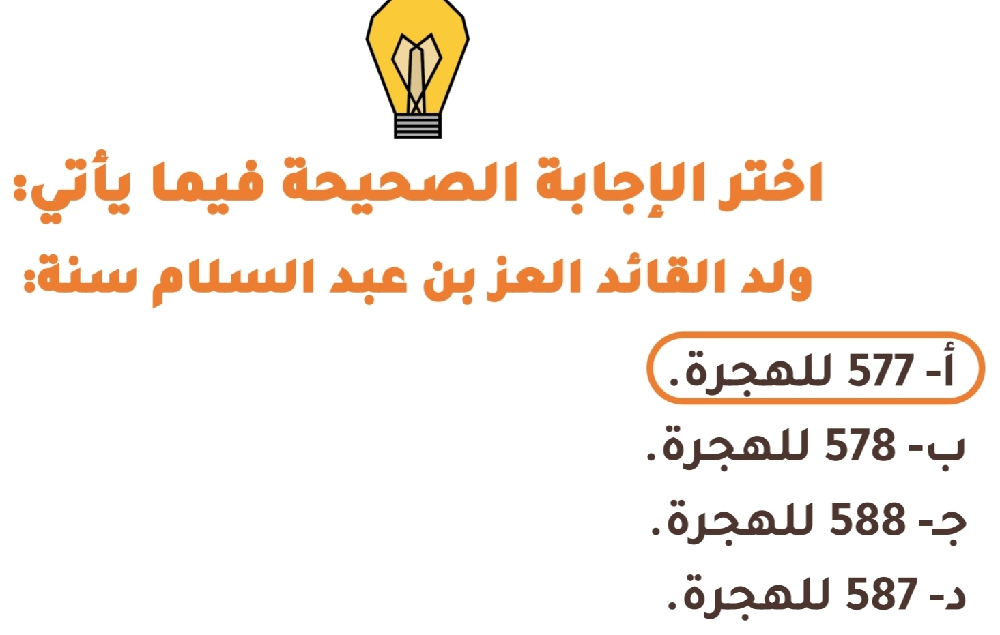 اختر الإجابة الصحيحة فيما يأتي:
ولد القائد العز بن عبد السلام سنة:
أ- 577 للهجرة.
ب- 578 للهجرة.
جـ- 588 للهجرة.
د- 587 للهجرة.